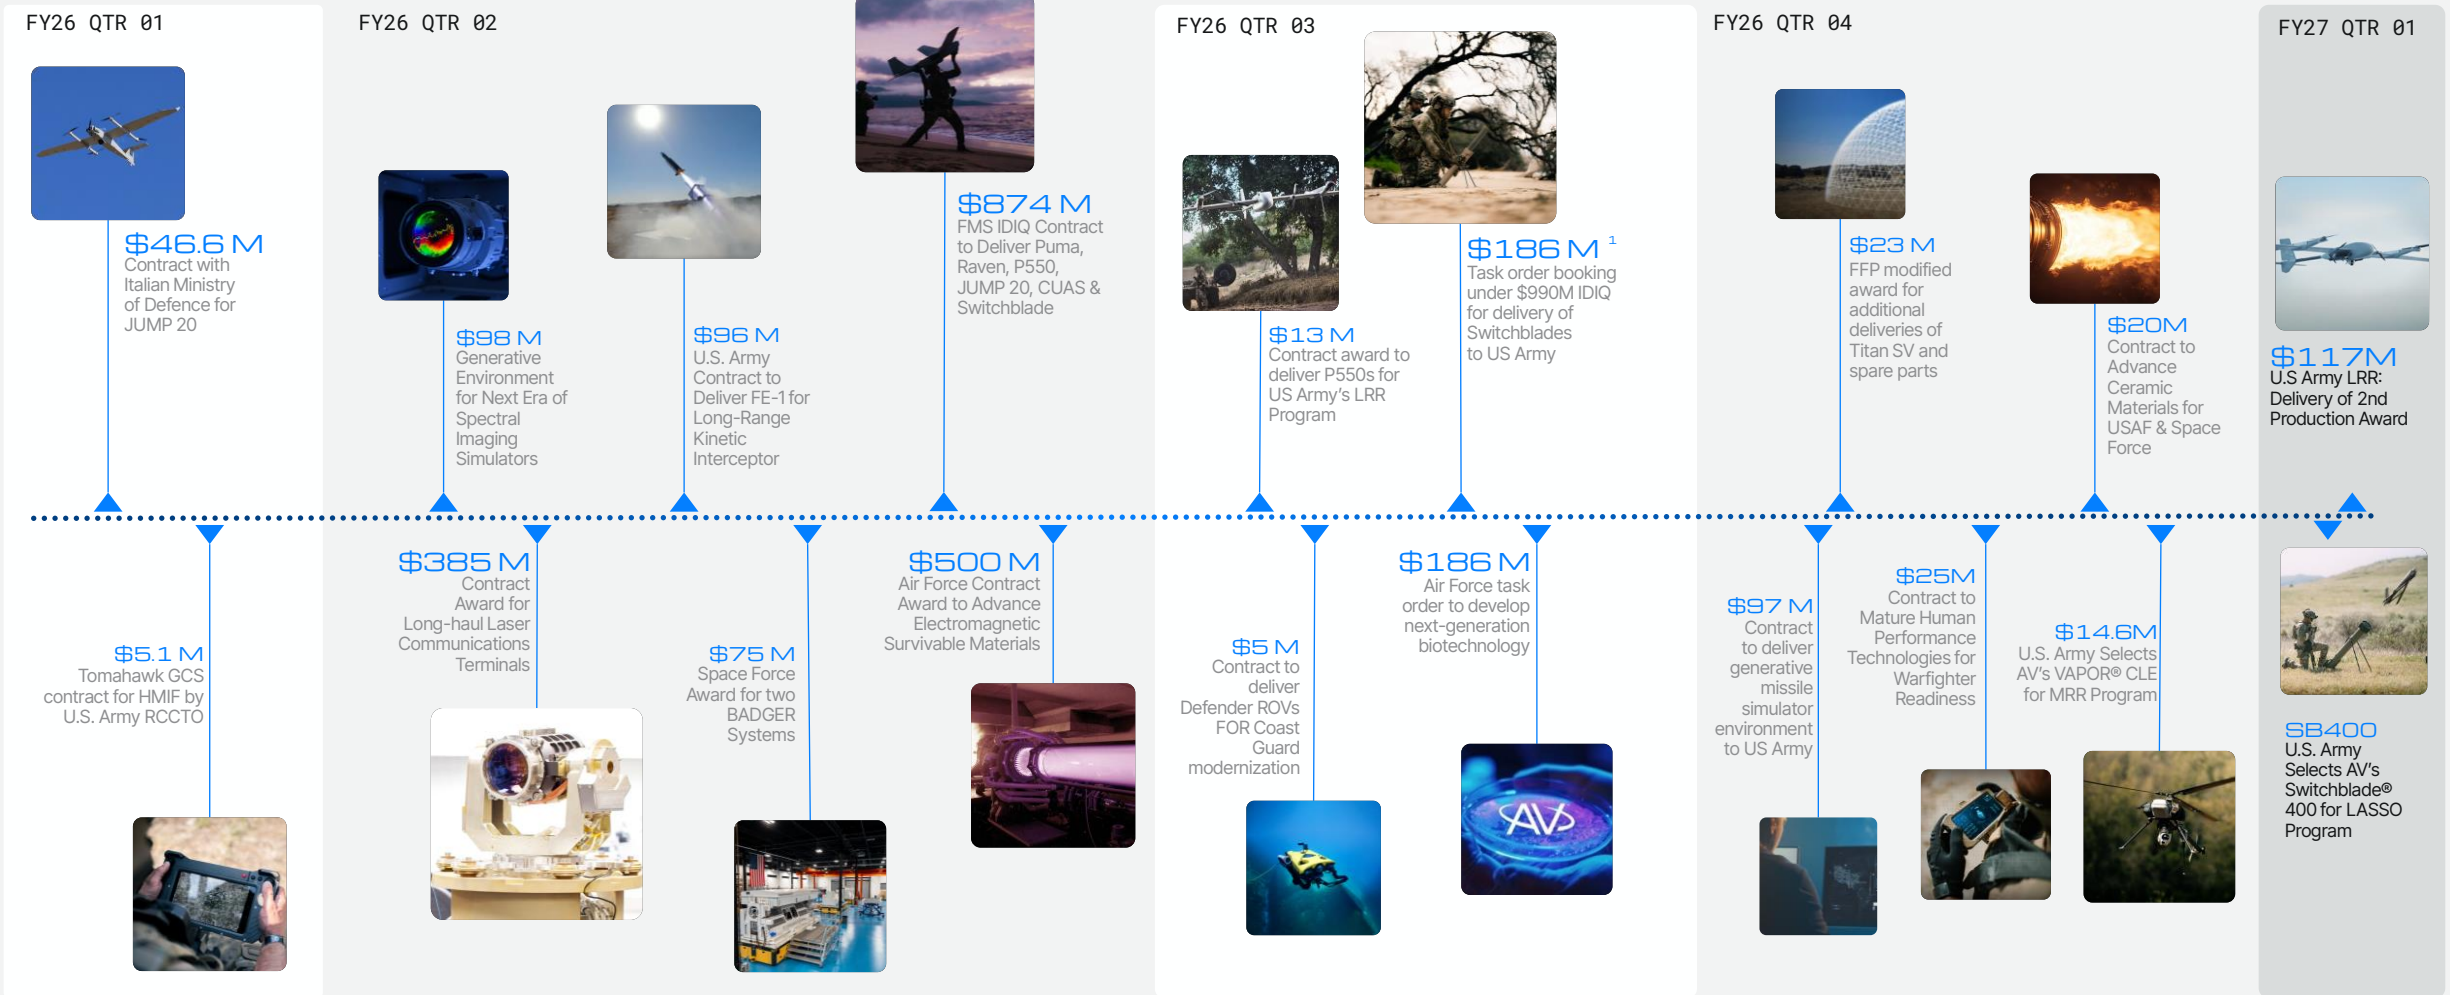 FY26 QTR 01
$46.6 M
Contract with
Italian Ministry
of Defence for
JUMP 20
$5.1 M
Tomahawk GCS
contract for HMIF by
U.S. Army RCCTO
FY26 QTR 02
$98 M
Generative
Environment
for Next Era of
Spectral
Imaging
Simulators
$96 M
U.S. Army
Contract to
Deliver FE-1 for
Long-Range
Kinetic
Interceptor
$874 M
FMS IDIQ Contract
to Deliver Puma,
Raven, P550,
JUMP 20, CUAS &
Switchblade
$385 M
Contract
Award for
Long-haul Laser
Communications
Terminals
$75 M
Space Force
Award for two
BADGER
Systems
$500 M
Air Force Contract
Award to Advance
Electromagnetic
Survivable Materials
FY26 QTR 03
$13 M
Contract award to
deliver P550s for
US Army's LRR
Program
$186 M 1
Task order booking
under $990M IDIQ
for delivery of
Switchblades
to US Army
$5 M
Contract to
deliver
Defender ROVs
FOR Coast
Guard
modernization
$186 M
Air Force task
order to develop
next-generation
biotechnology
AV
FY26 QTR 04
$23 M
FFP modified
award for
additional
deliveries of
Titan SV and
spare parts
$20M
Contract to
Advance
Ceramic
Materials for
USAF & Space
Force
$97 M
Contract
to deliver
generative
missile
simulator
environment
to US Army
$25M
Contract to
Mature Human
Performance
Technologies for
Warfighter
Readiness
$14.6M
U.S. Army Selects
AV's VAPOR® CLE
for MRR Program
FY27 QTR 01
$117M
U.S Army LRR:
Delivery of 2nd
Production Award
SB400
U.S. Army
Selects AV's
Switchblade®
400 for LASSO
Program